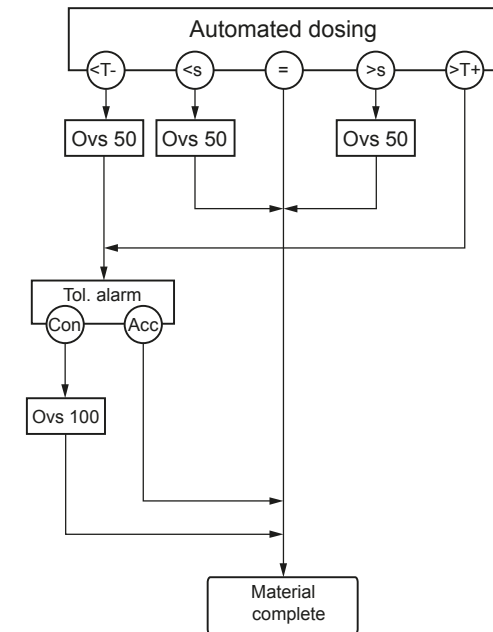 Automated dosing
<T- <s = >s >T+
Ovs 50 Ovs 50 Ovs 50
Tol. alarm
Con Acc
Ovs 100
Material
complete